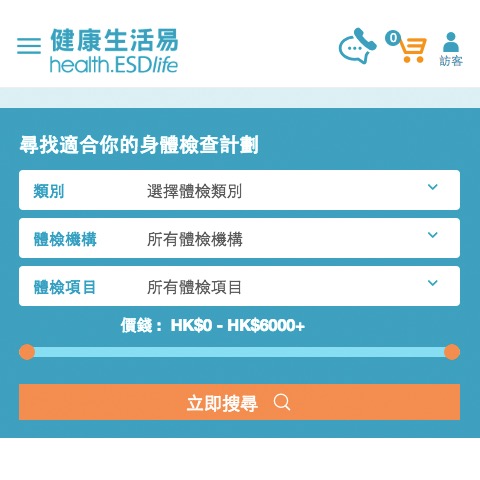 健康生活易
health.ESDlife
0
訪客
尋找適合你的身體檢查計劃
類別 選擇體檢類別
體檢機構 所有體檢機構
體檢項目 所有體檢項目
價錢： HK$0 - HK$6000+
立即搜尋